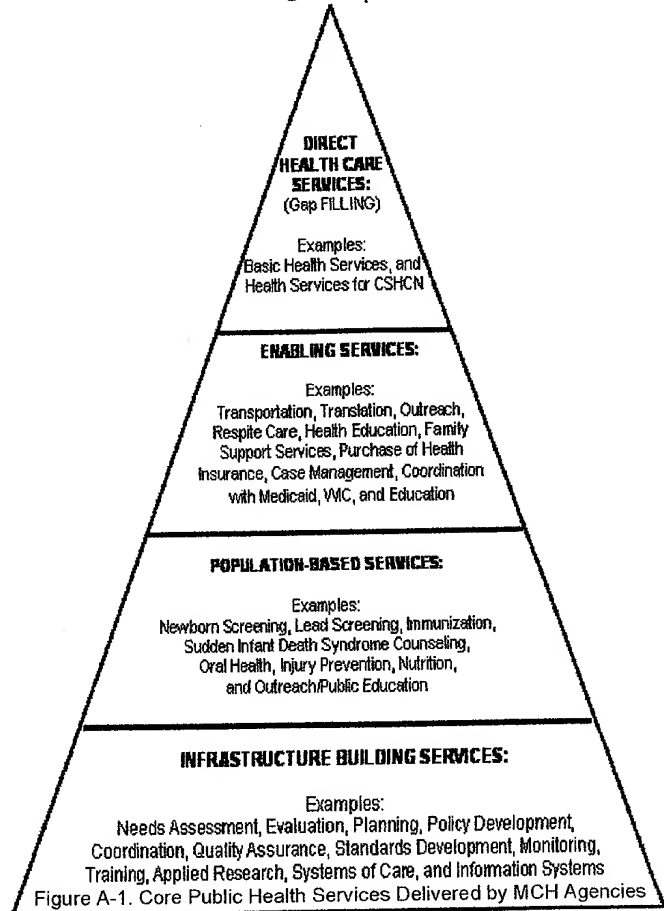 DIRECT
HEALTH CARE
SERVICES:
(Gap FILLING)
Examples:
Basic Health Services, and
Health Services for CSHCN
ENABLING SERVICES:
Examples:
Transportation, Translation, Outreach,
Respite Care, Health Education, Family
Support Services, Purchase of Health
Insurance, Case Management, Coordination
with Medicaid, WIC, and Education
POPULATION-BASED SERVICES:
Examples:
Newborn Screening, Lead Screening, Immunization,
Sudden Infant Death Syndrome Counseling,
Oral Health, Injury Prevention, Nutrition,
and Outreach/Public Education
INFRASTRUCTURE BUILDING SERVICES:
Examples:
Needs Assessment, Evaluation, Planning, Policy Development,
Coordination, Quality Assurance, Standards Development, Monitoring,
Training, Applied Research, Systems of Care, and Information Systems
Figure A-1. Core Public Health Services Delivered by MCH Agencies